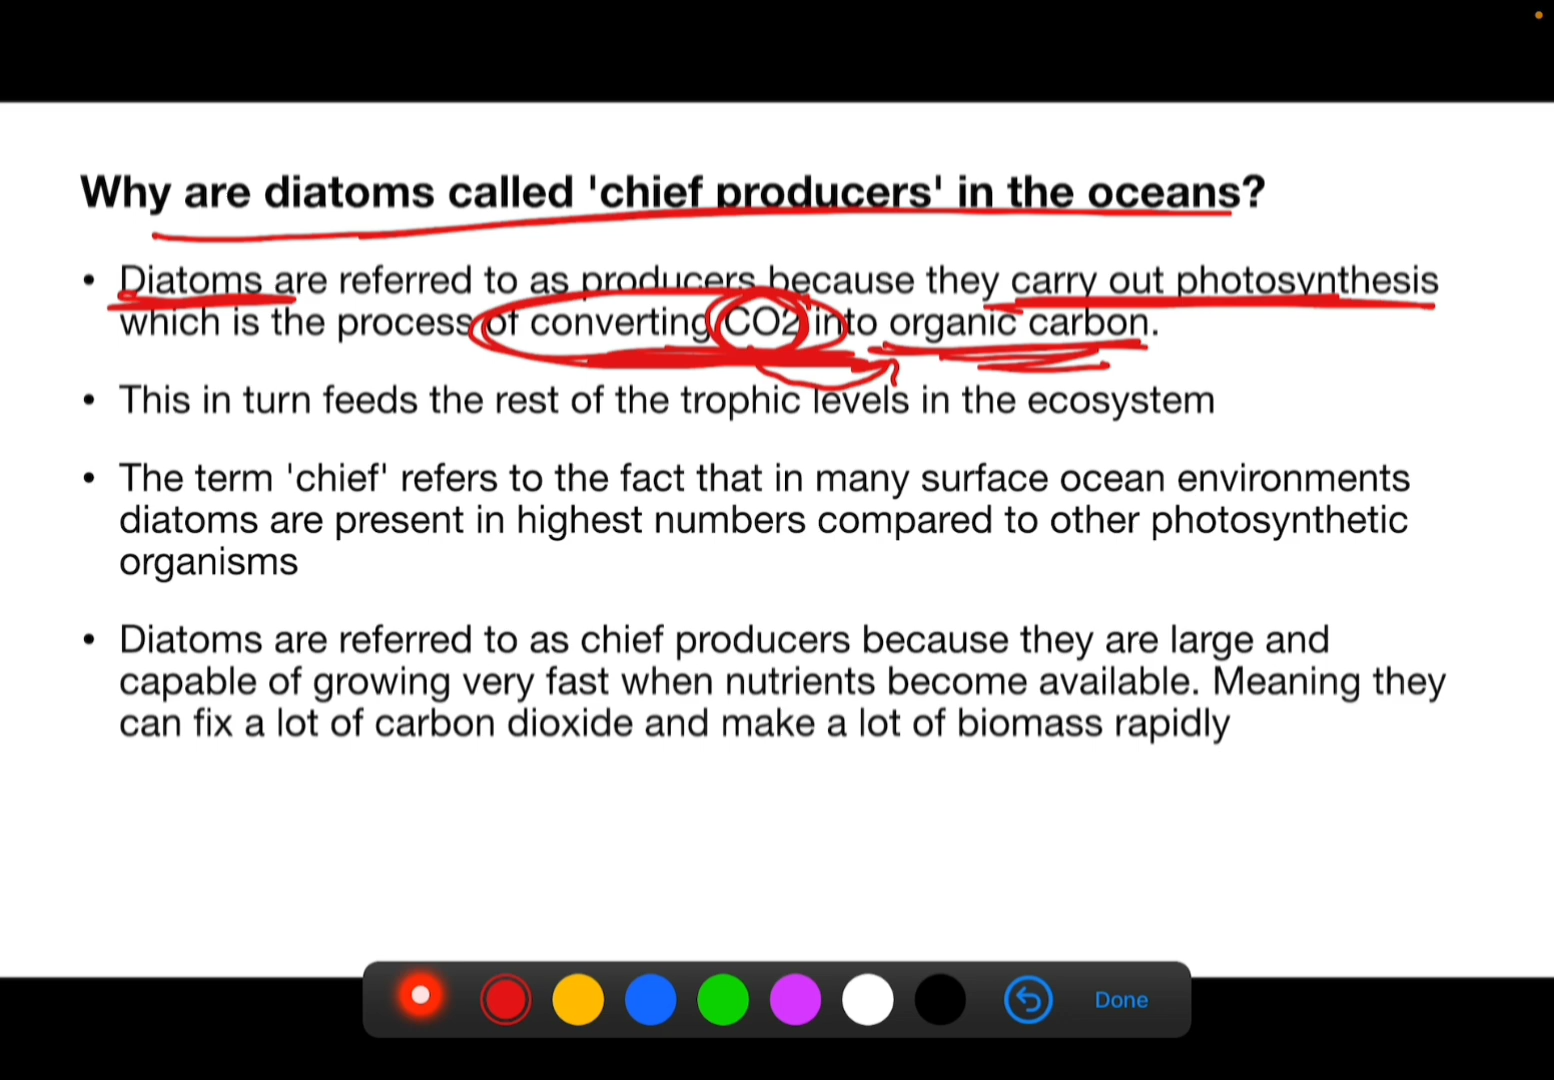 Why are diatoms called 'chief producers' in the oceans?
• Diatoms are referred to as producers because they carry out photosynthesis
which is the process of converting CO2 into organic carbon.
• This in turn feeds the rest of the trophic levels in the ecosystem
• The term 'chief' refers to the fact that in many surface ocean environments
diatoms are present in highest numbers compared to other photosynthetic
organisms
• Diatoms are referred to as chief producers because they are large and
capable of growing very fast when nutrients become available. Meaning they
can fix a lot of carbon dioxide and make a lot of biomass rapidly
Done